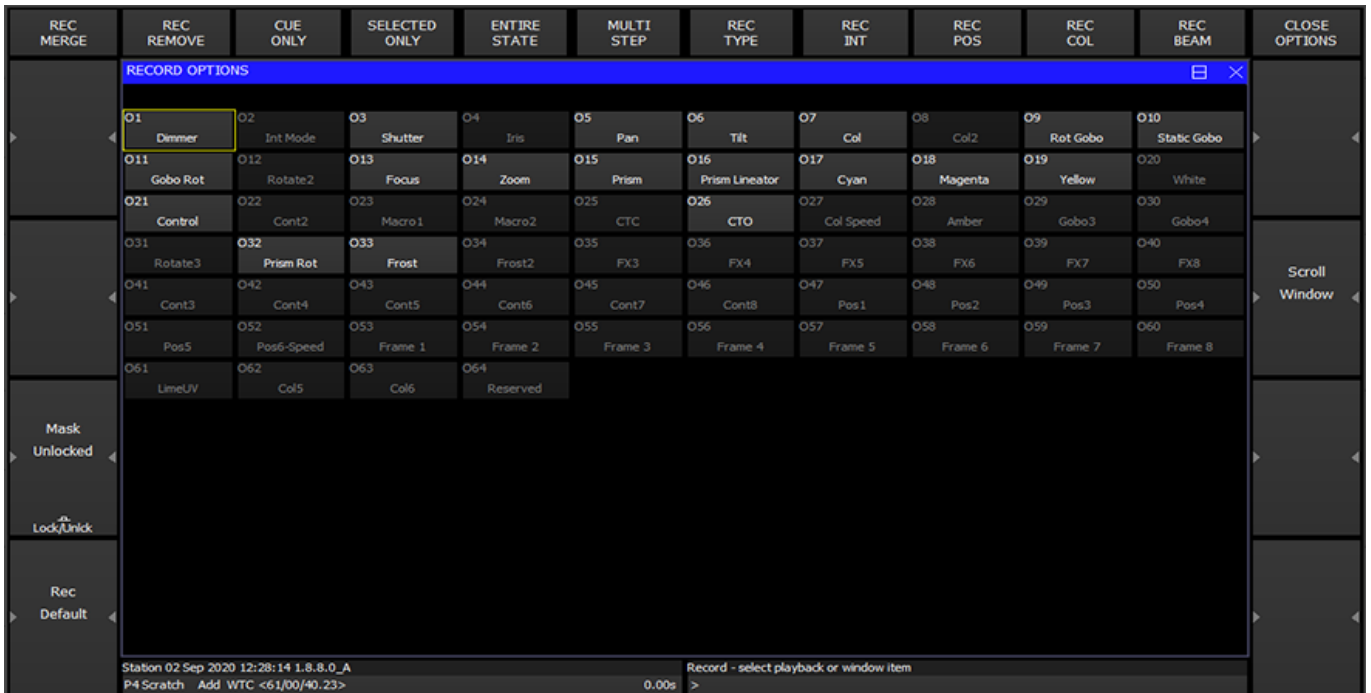 REC
MERGE
REC
REMOVE
CUE
ONLY
SELECTED
ONLY
ENTIRE
STATE
MULTI
STEP
REC
TYPE
REC
INT
REC
POS
REC
COL
REC
BEAM
CLOSE
OPTIONS
RECORD OPTIONS
O1
Dimmer
O2
Int Mode
O3
Shutter
O4
Iris
O5
Pan
O6
Tilt
O7
Col
O8
Col2
O9
Rot Gobo
O10
Static Gobo
O11
Gobo Rot
O12
Rotate2
O13
Focus
O14
Zoom
O15
Prism
O16
Prism Lineator
O17
Cyan
O18
Magenta
O19
Yellow
O20
White
O21
Control
O22
Cont2
O23
Macro1
O24
Macro2
O25
CTC
O26
CTO
O27
Col Speed
O28
Amber
O29
Gobo3
O30
Gobo4
O31
Rotate3
O32
Prism Rot
O33
Frost
O34
Frost2
O35
FX3
O36
FX4
O37
FX5
O38
FX6
O39
FX7
O40
FX8
O41
Cont3
O42
Cont4
O43
Cont5
O44
Cont6
O45
Cont7
O46
Cont8
O47
Pos1
O48
Pos2
O49
Pos3
O50
Pos4
O51
Pos5
O52
Pos6-Speed
O53
Frame 1
O54
Frame 2
O55
Frame 3
O56
Frame 4
O57
Frame 5
O58
Frame 6
O59
Frame 7
O60
Frame 8
O61
LimeUV
O62
Col5
O63
Col6
O64
Reserved
Scroll
Window
Mask
Unlocked
Lock/Unlck
Rec
Default
Station 02 Sep 2020 12:28:14 1.8.8.0_A
Record - select playback or window item
P4 Scratch Add WTC <61/00/40.23> 0.00s >